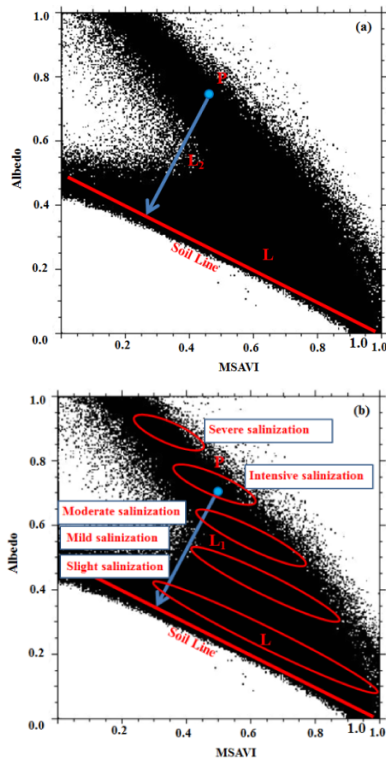 (a)
1.0
0.8
0.6
0.4
0.2
0.0
Albedo
P
L2
L
Soil Line
0.2
0.4
0.6
0.8
1.0
1.0
MSAVI
(b)
1.0
0.8
0.6
0.4
0.2
0.0
Albedo
Severe salinization
P
Intensive salinization
Moderate salinization
Mild salinization
Slight salinization
L1
L
Soil Line
0.2
0.4
0.6
0.8
1.0
1.0
MSAVI